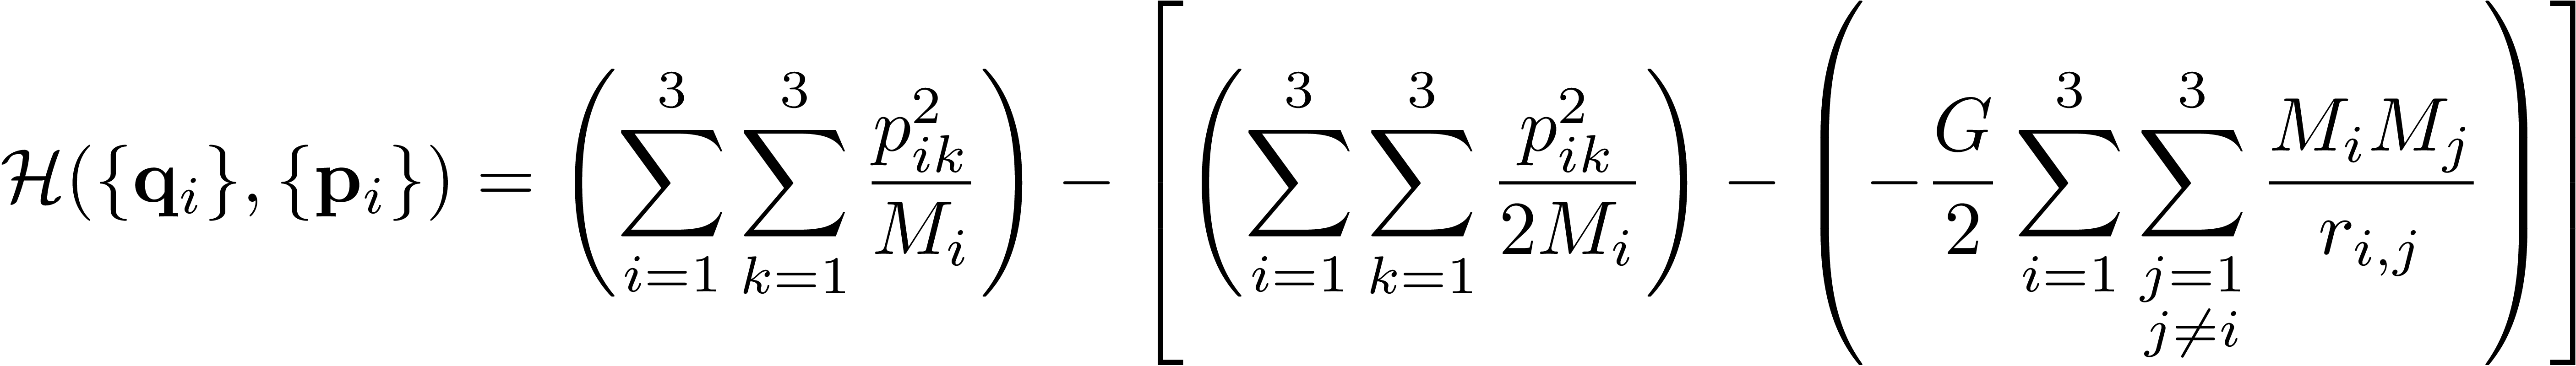 $\mathcal{H}(\{\mathbf{q}_i\}, \{\mathbf{p}_i\}) = \left( \sum_{i=1}^{3} \sum_{k=1}^{3} \frac{p_{ik}^2}{M_i} \right) - \left[ \left( \sum_{i=1}^{3} \sum_{k=1}^{3} \frac{p_{ik}^2}{2M_i} \right) - \left( -\frac{G}{2} \sum_{i=1}^{3} \sum_{\substack{j=1 \\ j \neq i}}^{3} \frac{M_i M_j}{r_{i,j}} \right) \right]$